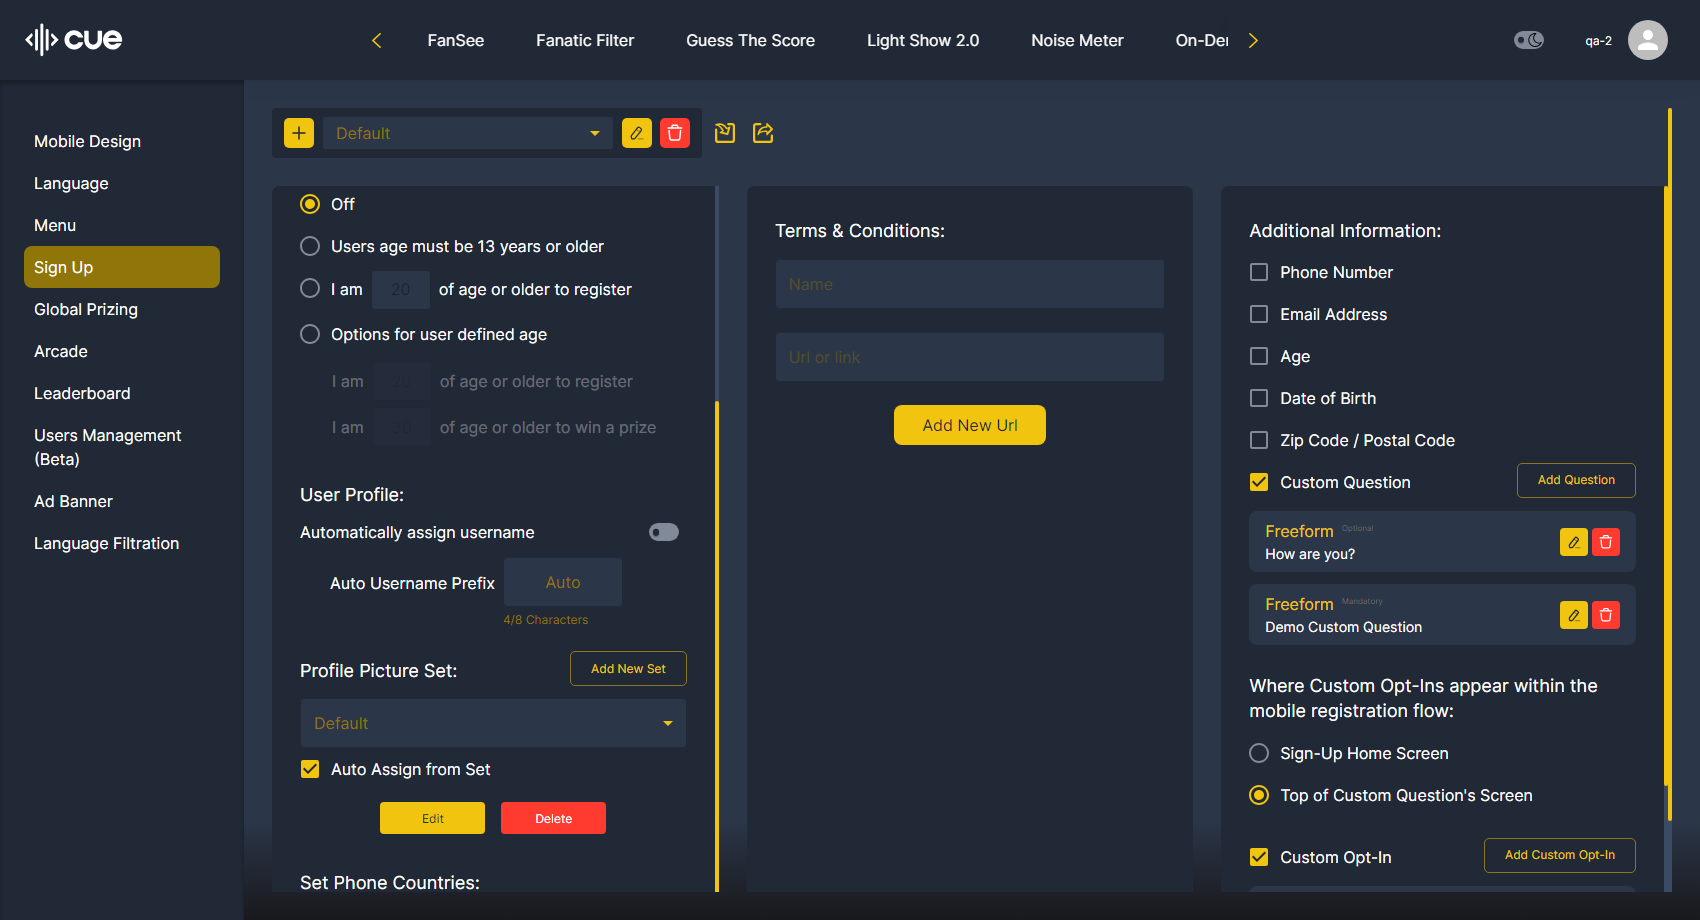 cue
FanSee
Fanatic Filter
Guess The Score
Light Show 2.0
Noise Meter
On-Der
qa-2
Mobile Design
Language
Menu
Sign Up
Global Prizing
Arcade
Leaderboard
Users Management
(Beta)
Ad Banner
Language Filtration
Default
Off
Users age must be 13 years or older
I am 20 of age or older to register
Options for user defined age
I am of age or older to register
I am of age or older to win a prize
User Profile:
Automatically assign username
Auto Username Prefix Auto
4/8 Characters
Profile Picture Set: Add New Set
Default
Auto Assign from Set
Edit Delete
Set Phone Countries:
Terms & Conditions:
Name
Url or link
Add New Url
Additional Information:
Phone Number
Email Address
Age
Date of Birth
Zip Code / Postal Code
Custom Question Add Question
Freeform Optional
How are you?
Freeform Mandatory
Demo Custom Question
Where Custom Opt-Ins appear within the
mobile registration flow:
Sign-Up Home Screen
Top of Custom Question's Screen
Custom Opt-In Add Custom Opt-In